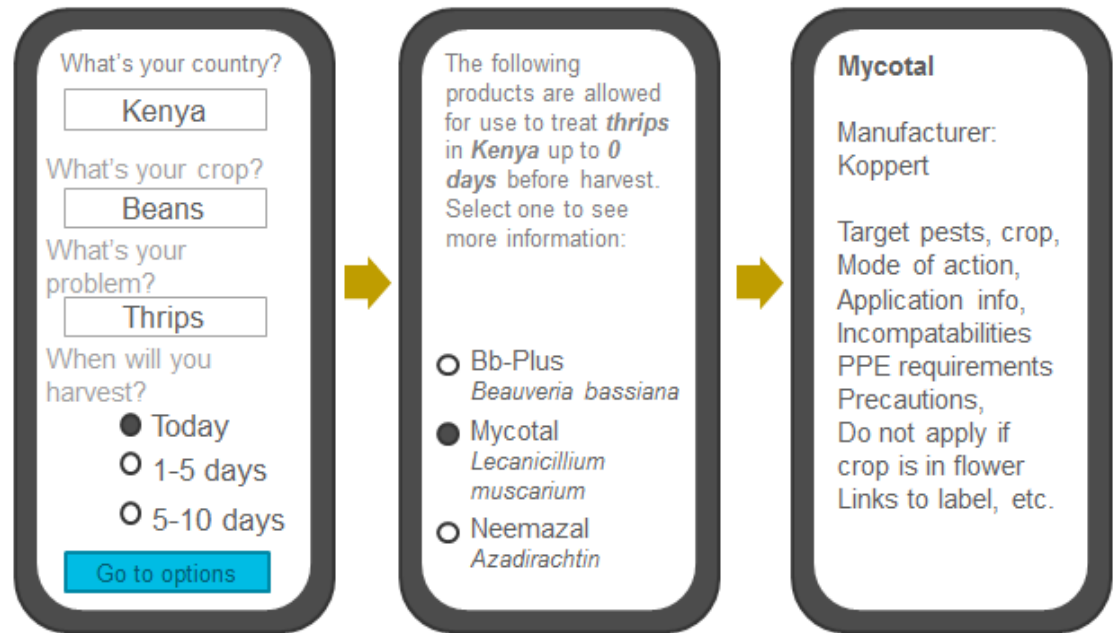 What's your country?
Kenya
What's your crop?
Beans
What's your
problem?
Thrips
When will you
harvest?
Today
1-5 days
5-10 days
Go to options
The following
products are allowed
for use to treat thrips
in Kenya up to 0
days before harvest.
Select one to see
more information:
Bb-Plus
Beauveria bassiana
Mycotal
Lecanicillium
muscarium
Neemazal
Azadirachtin
Mycotal
Manufacturer:
Koppert
Target pests, crop,
Mode of action,
Application info,
Incompatabilities
PPE requirements
Precautions,
Do not apply if
crop is in flower
Links to label, etc.